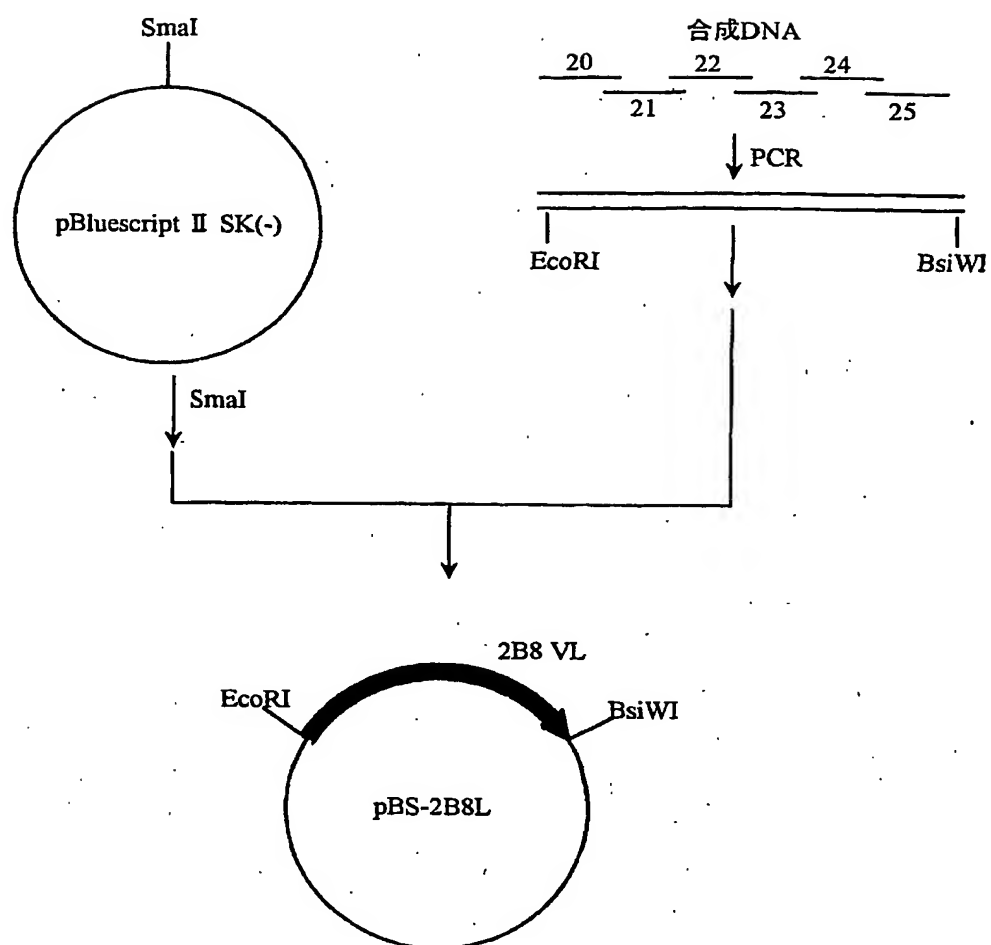 SmaI
合成DNA
20 22 24
21 23 25
PCR
pBluescript II SK(-)
EcoRI
BsiWI
SmaI
2B8 VL
EcoRI
BsiWI
pBS-2B8L